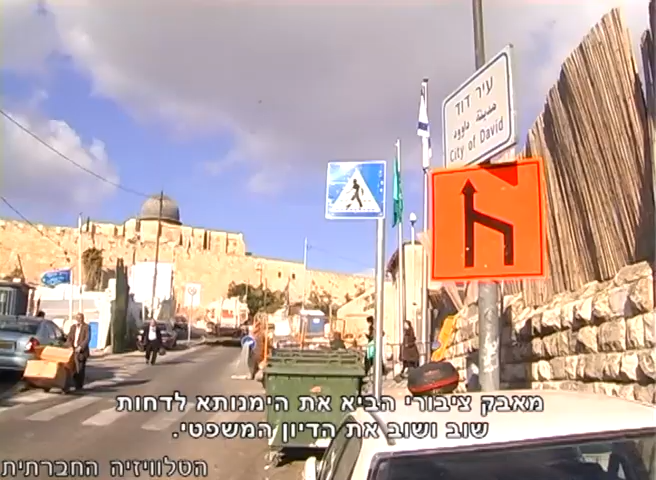 עיר דוד
مدينة داوود
City of David
מאבק ציבורי הביא את הימנותא לדחות
שוב ושוב את הדיון המשפטי.
הטלוויזיה החברתית